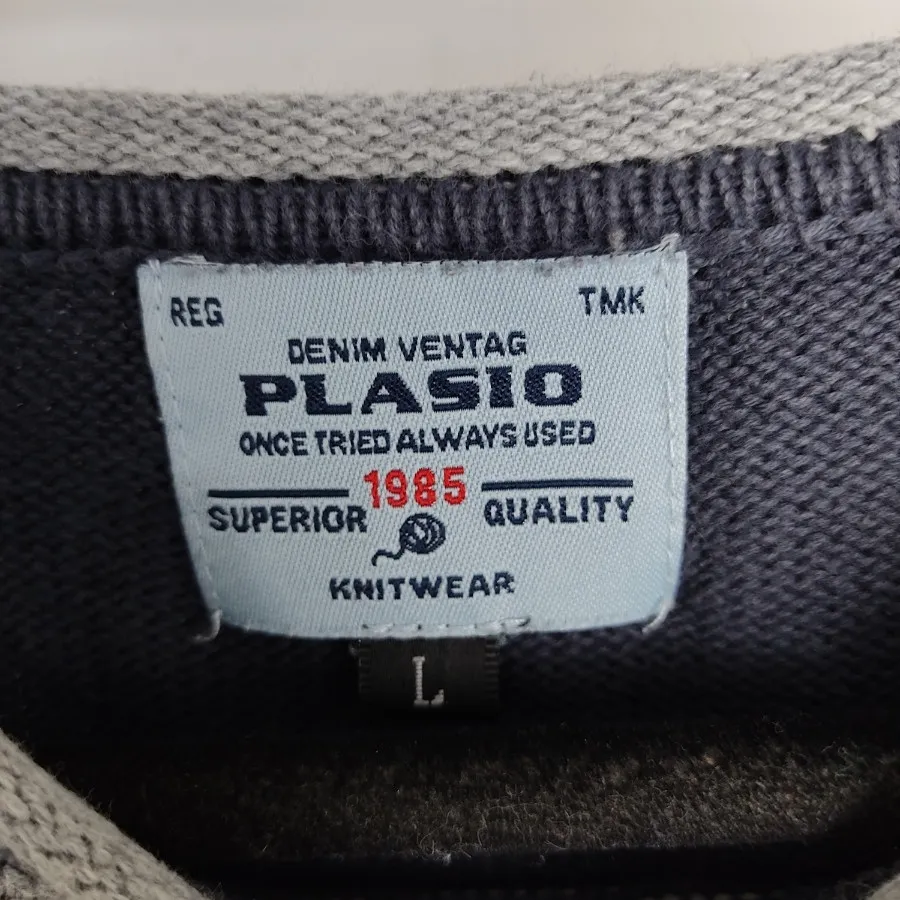 REG TMK
DENIM VENTAG
PLASIO
ONCE TRIED ALWAYS USED
1985
SUPERIOR QUALITY
KNITWEAR
L